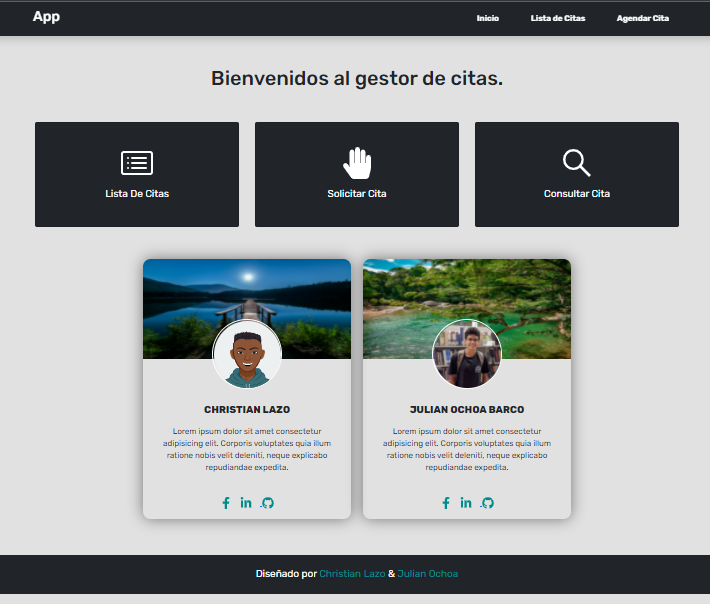 App
Inicio
Lista de Citas
Agendar Cita
Bienvenidos al gestor de citas.
Lista De Citas
Solicitar Cita
Consultar Cita
CHRISTIAN LAZO
Lorem ipsum dolor sit amet consectetur
adipisicing elit. Corporis voluptates quia illum
ratione nobis velit deleniti, neque explicabo
repudiandae expedita.
JULIAN OCHOA BARCO
Lorem ipsum dolor sit amet consectetur
adipisicing elit. Corporis voluptates quia illum
ratione nobis velit deleniti, neque explicabo
repudiandae expedita.
Diseñado por Christian Lazo & Julian Ochoa